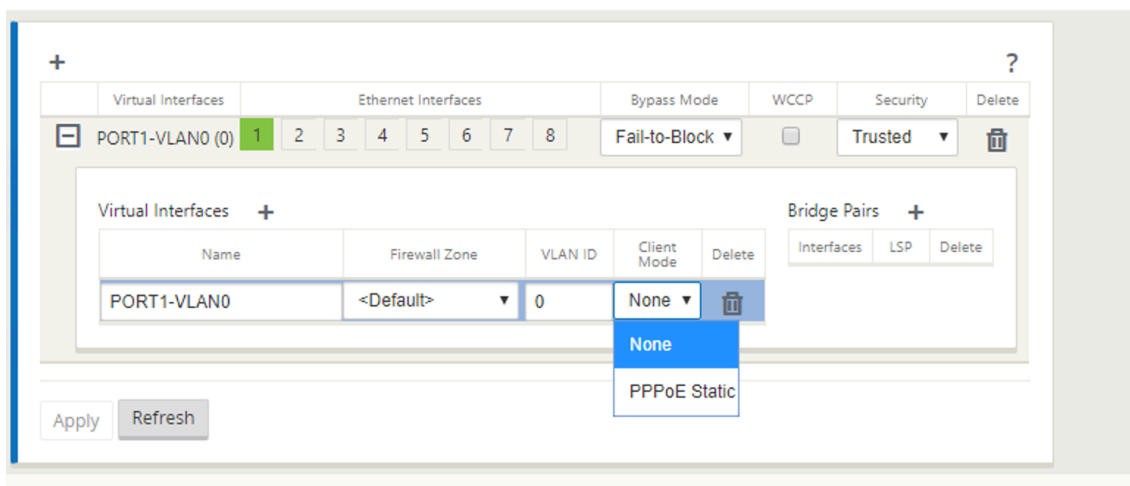 + ?
Virtual Interfaces Ethernet Interfaces Bypass Mode WCCP Security Delete
PORT1-VLAN0 (0) 1 2 3 4 5 6 7 8 Fail-to-Block Trusted
Virtual Interfaces + Bridge Pairs +
Name Firewall Zone VLAN ID Client Mode Delete Interfaces LSP Delete
PORT1-VLAN0 <Default> 0 None
None
PPPoE Static
Apply Refresh